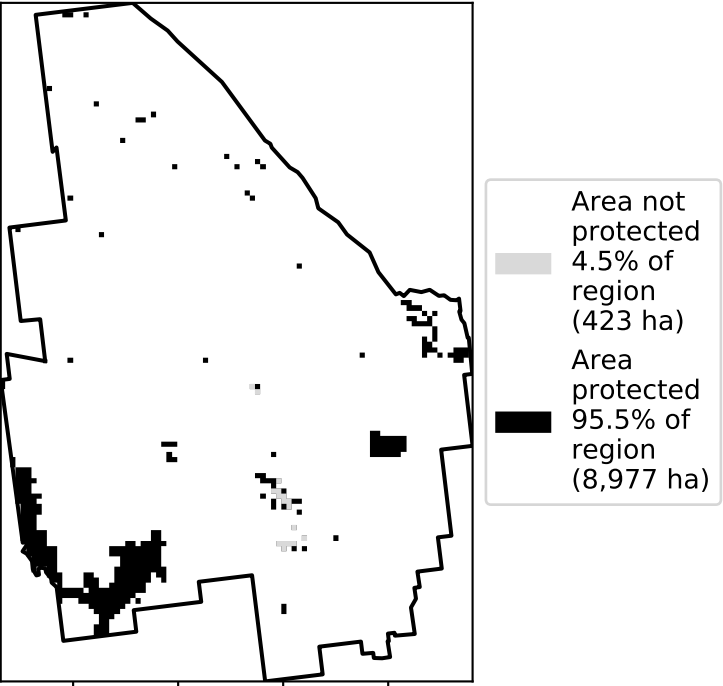 Area not
protected
4.5% of
region
(423 ha)
Area
protected
95.5% of
region
(8,977 ha)